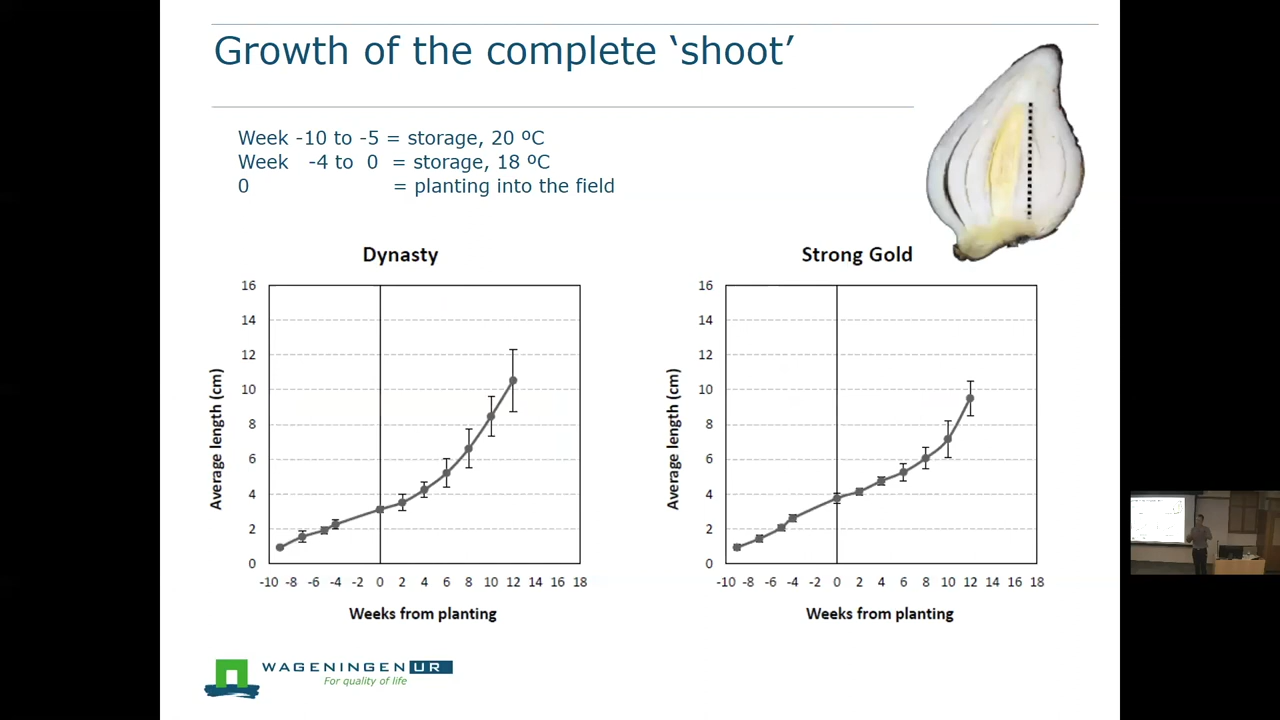 Growth of the complete ‘shoot’
Week -10 to -5 = storage, 20 ºC
Week -4 to 0 = storage, 18 ºC
0 = planting into the field
Dynasty
16
14
12
10
8
6
4
2
0
-10 -8 -6 -4 -2 0 2 4 6 8 10 12 14 16 18
Average length (cm)
Weeks from planting
Strong Gold
16
14
12
10
8
6
4
2
0
-10 -8 -6 -4 -2 0 2 4 6 8 10 12 14 16 18
Average length (cm)
Weeks from planting
WAGENINGEN UR
For quality of life